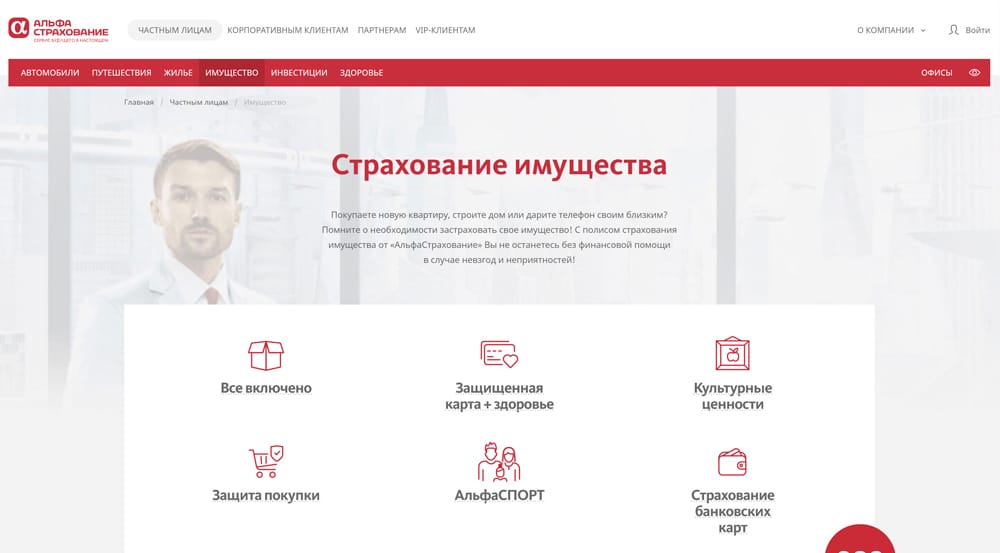 АЛЬФА
СТРАХОВАНИЕ
СЕРВИС БУДУЩЕГО В НАСТОЯЩЕМ
ЧАСТНЫМ ЛИЦАМ КОРПОРАТИВНЫМ КЛИЕНТАМ ПАРТНЕРАМ VIP-КЛИЕНТАМ О КОМПАНИИ Войти
АВТОМОБИЛИ ПУТЕШЕСТВИЯ ЖИЛЬЕ ИМУЩЕСТВО ИНВЕСТИЦИИ ЗДОРОВЬЕ ОФИСЫ
Главная / Частным лицам / Имущество
Страхование имущества
Покупаете новую квартиру, строите дом или дарите телефон своим близким?
Помните о необходимости застраховать свое имущество! С полисом страхования
имущества от «АльфаСтрахование» Вы не останетесь без финансовой помощи
в случае невзгод и неприятностей!
Все включено
Защищенная
карта + здоровье
Культурные
ценности
Защита покупки
АльфаСПОРТ
Страхование
банковских
карт